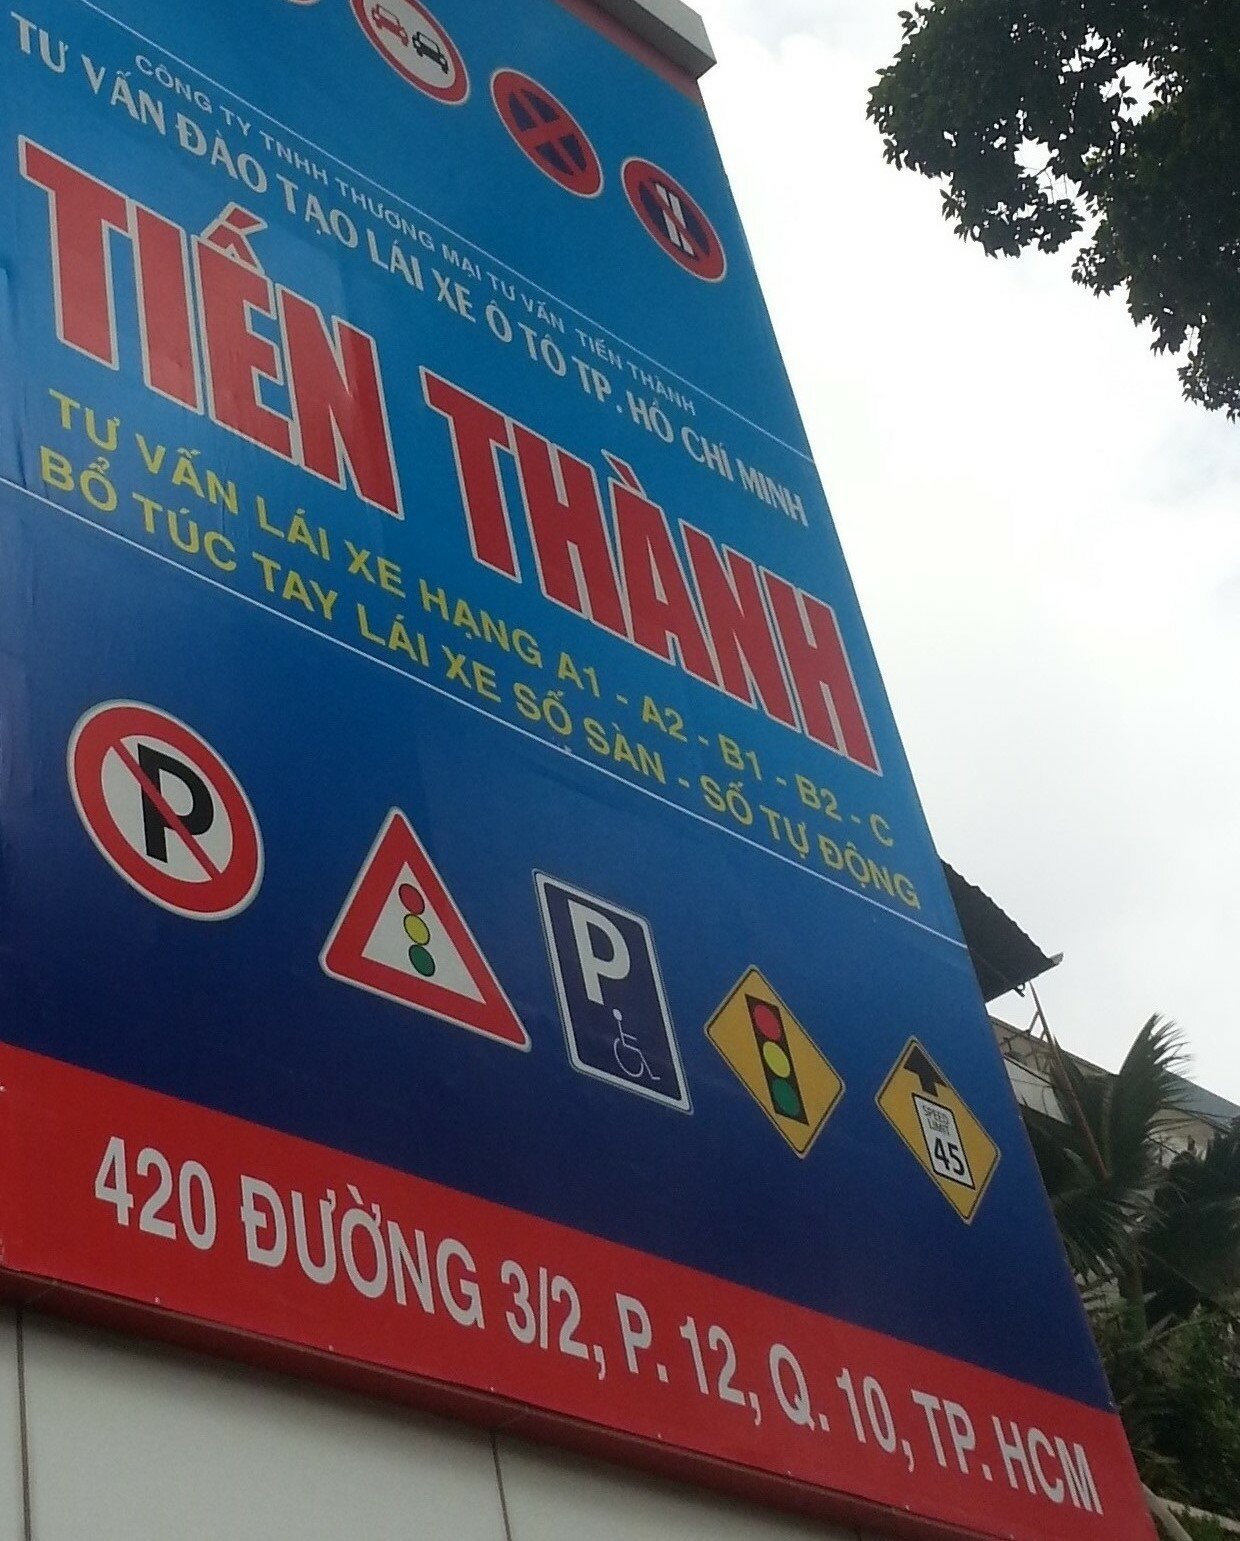 CÔNG TY TNHH THƯƠNG MẠI TƯ VẤN TIẾN THÀNH
TƯ VẤN ĐÀO TẠO LÁI XE Ô TÔ TP. HỒ CHÍ MINH
TIẾN THÀNH
TƯ VẤN LÁI XE HẠNG A1 - A2 - B1 - B2 - C
BỔ TÚC TAY LÁI XE SỐ SÀN - SỐ TỰ ĐỘNG
P
P
SPEED
LIMIT
45
420 ĐƯỜNG 3/2, P. 12, Q. 10, TP. HCM